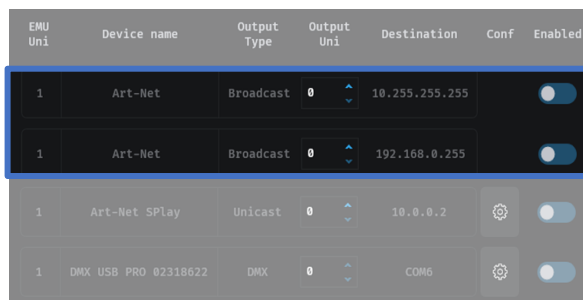 EMU Uni Device name Output Type Output Uni Destination Conf Enabled
1 Art-Net Broadcast 0 10.255.255.255
1 Art-Net Broadcast 0 192.168.0.255
1 Art-Net SPlay Unicast 0 10.0.0.2
1 DMX USB PRO 02318622 DMX 0 COM6